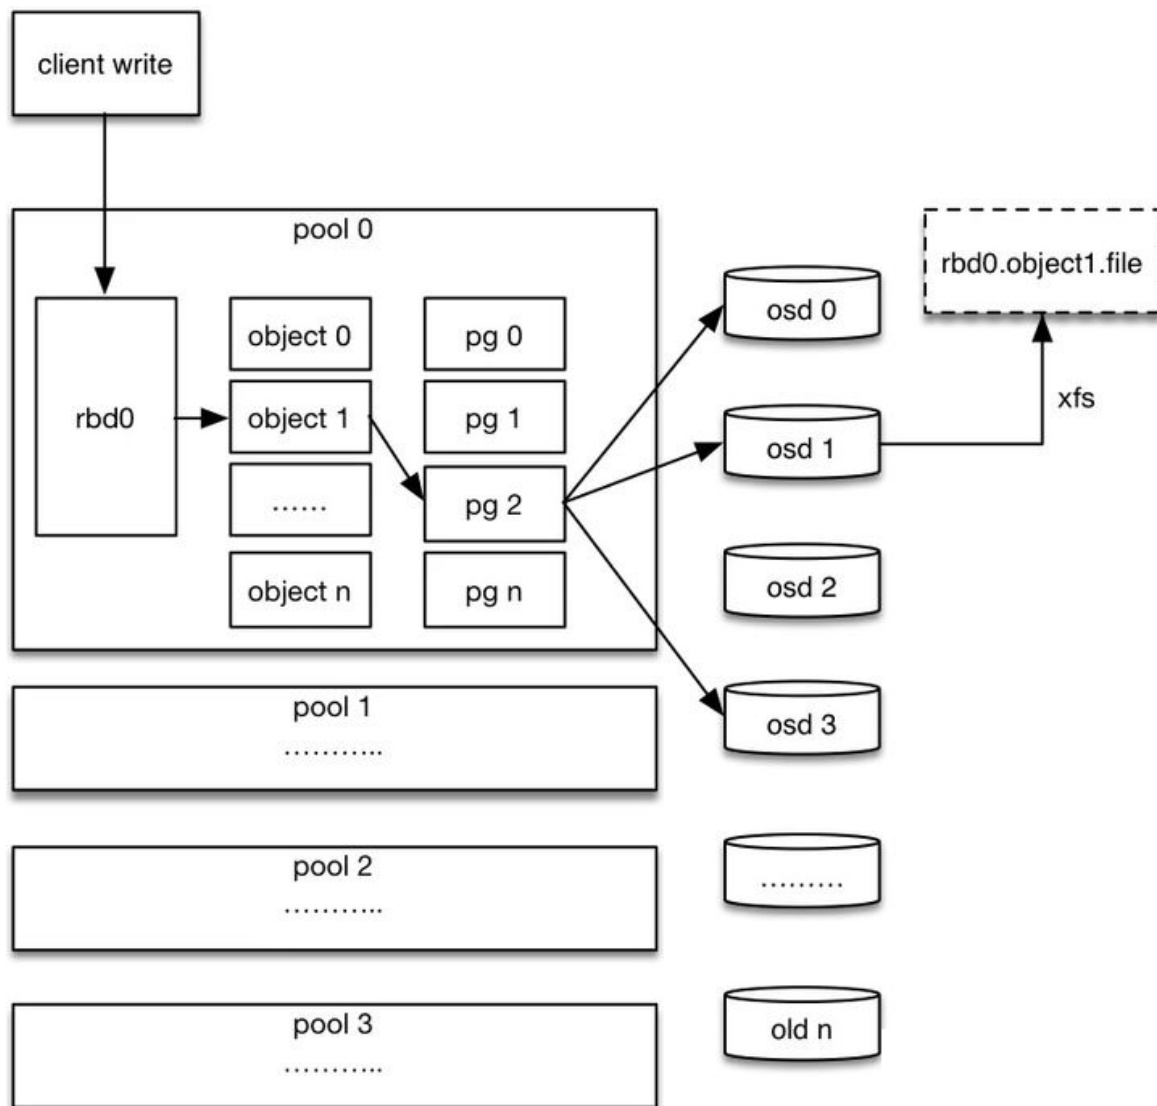 client write
pool 0
rbd0
object 0
object 1
......
object n
pg 0
pg 1
pg 2
pg n
pool 1
...........
pool 2
...........
pool 3
...........
osd 0
osd 1
osd 2
osd 3
.........
old n
rbd0.object1.file
xfs